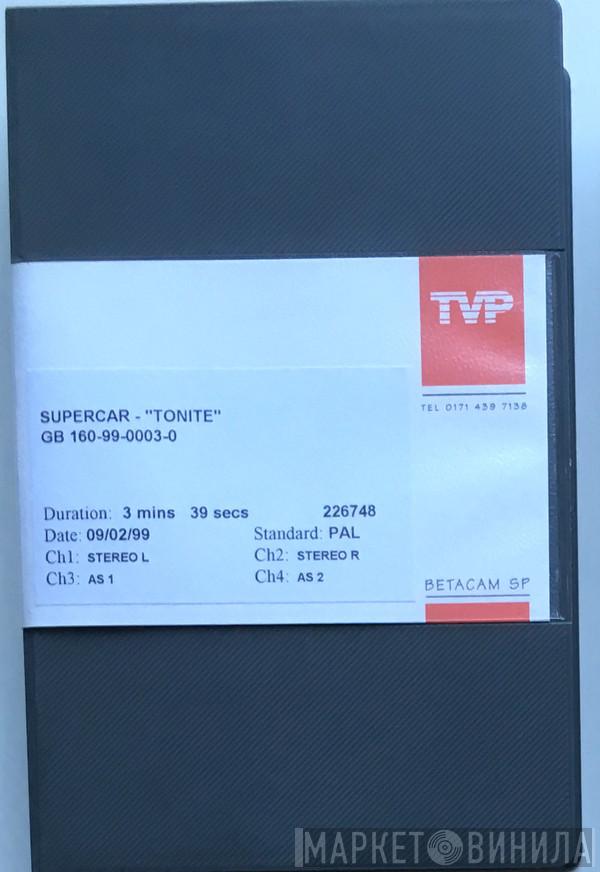 TVP
TEL 0171 439 7138
SUPERCAR - "TONITE"
GB 160-99-0003-0
Duration: 3 mins 39 secs 226748
Date: 09/02/99 Standard: PAL
Ch1: STEREO L Ch2: STEREO R
Ch3: AS 1 Ch4: AS 2
BETACAM SP
МАРКЕТ ВИНИЛА